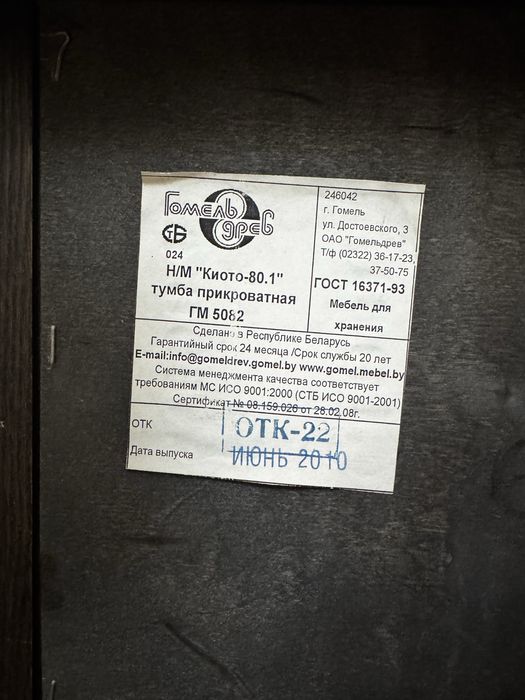 Гомель
древ
СТБ
024
Н/М "Киото-80.1"
тумба прикроватная
ГМ 5082
246042
г. Гомель
ул. Достоевского, 3
ОАО "Гомельдрев"
Т/ф (02322) 36-17-23,
37-50-75
ГОСТ 16371-93
Мебель для
хранения
Сделано в Республике Беларусь
Гарантийный срок 24 месяца /Срок службы 20 лет
E-mail:info@gomeldrev.gomel.by www.gomel.mebel.by
Система менеджмента качества соответствует
требованиям МС ИСО 9001:2000 (СТБ ИСО 9001-2001)
Сертификат № 08.159.026 от 28.02.08г.
ОТК
ОТК-22
Дата выпуска
ИЮНЬ 2010